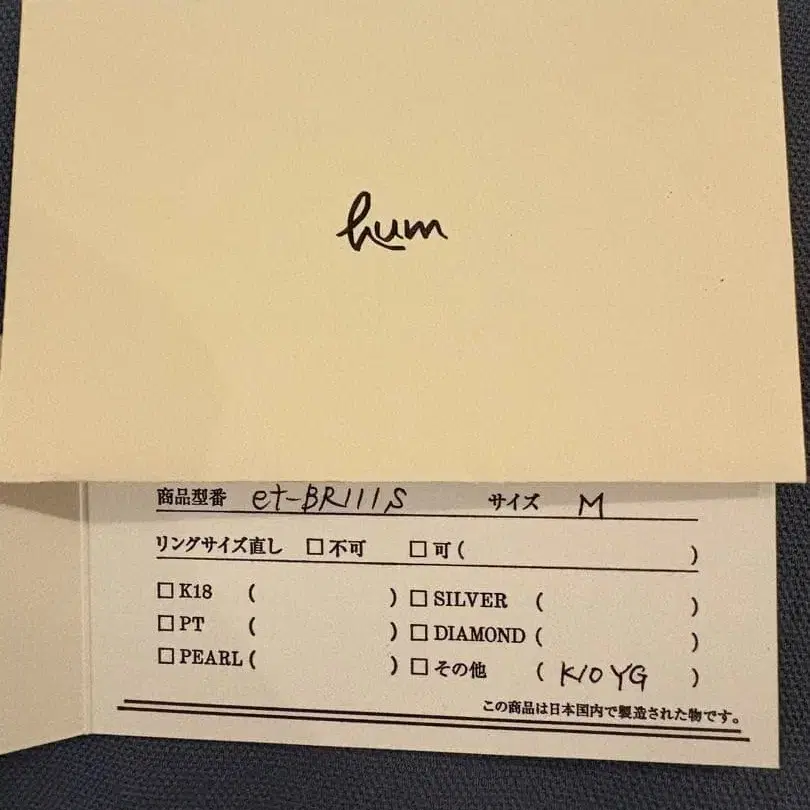 hum
商品型番 et-BR111S サイズ M
リングサイズ直し □不可 □可( )
□K18 ( ) □SILVER ( )
□PT ( ) □DIAMOND ( )
□PEARL ( ) □その他 ( K10 YG )
この商品は日本国内で製造された物です。